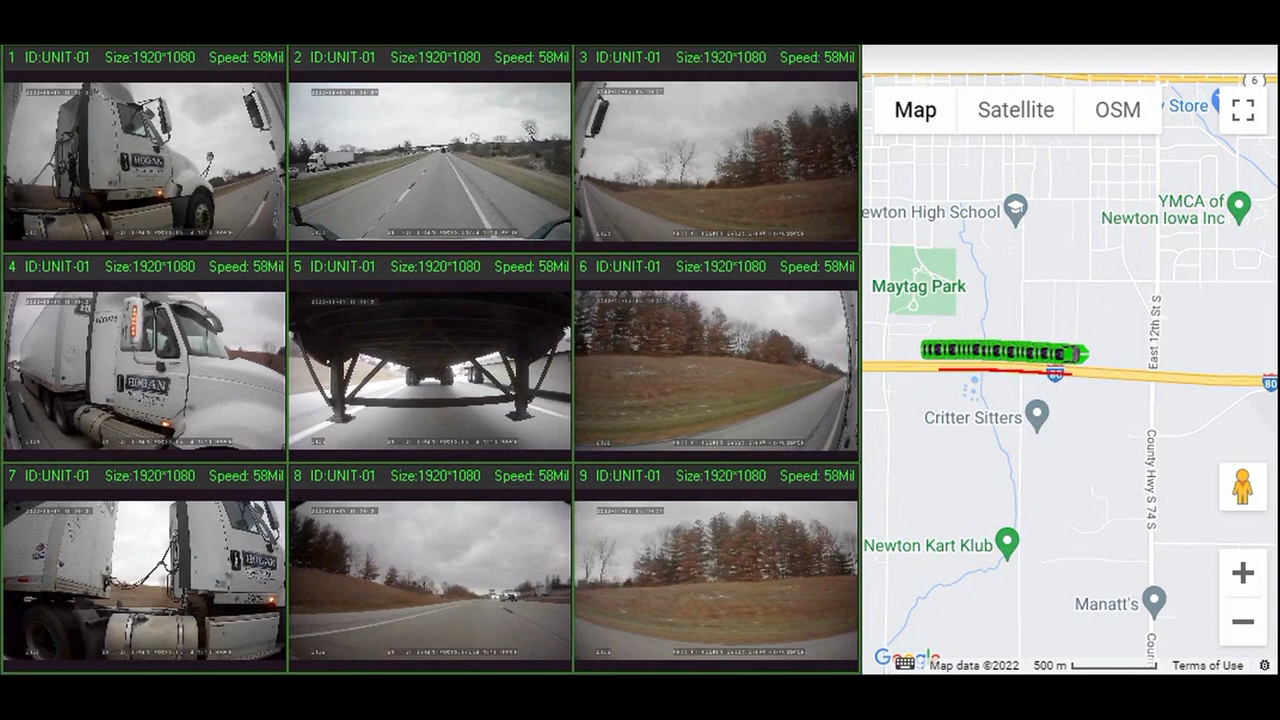 1 ID:UNIT-01 Size:1920*1080 Speed: 58Mil
2 ID:UNIT-01 Size:1920*1080 Speed: 58Mil
3 ID:UNIT-01 Size:1920*1080 Speed: 58Mil
HOGAN
4 ID:UNIT-01 Size:1920*1080 Speed: 58Mil
5 ID:UNIT-01 Size:1920*1080 Speed: 58Mil
6 ID:UNIT-01 Size:1920*1080 Speed: 58Mil
HOGAN
7 ID:UNIT-01 Size:1920*1080 Speed: 58Mil
8 ID:UNIT-01 Size:1920*1080 Speed: 58Mil
9 ID:UNIT-01 Size:1920*1080 Speed: 58Mil
HOGAN
6
Map Satellite OSM
Store
ewton High School
YMCA of
Newton Iowa Inc
Maytag Park
East 12th St S
80
80
Critter Sitters
County Hwy S 74 S
Newton Kart Klub
Manatt's
Coun
Google
Map data ©2022 500 m Terms of Use